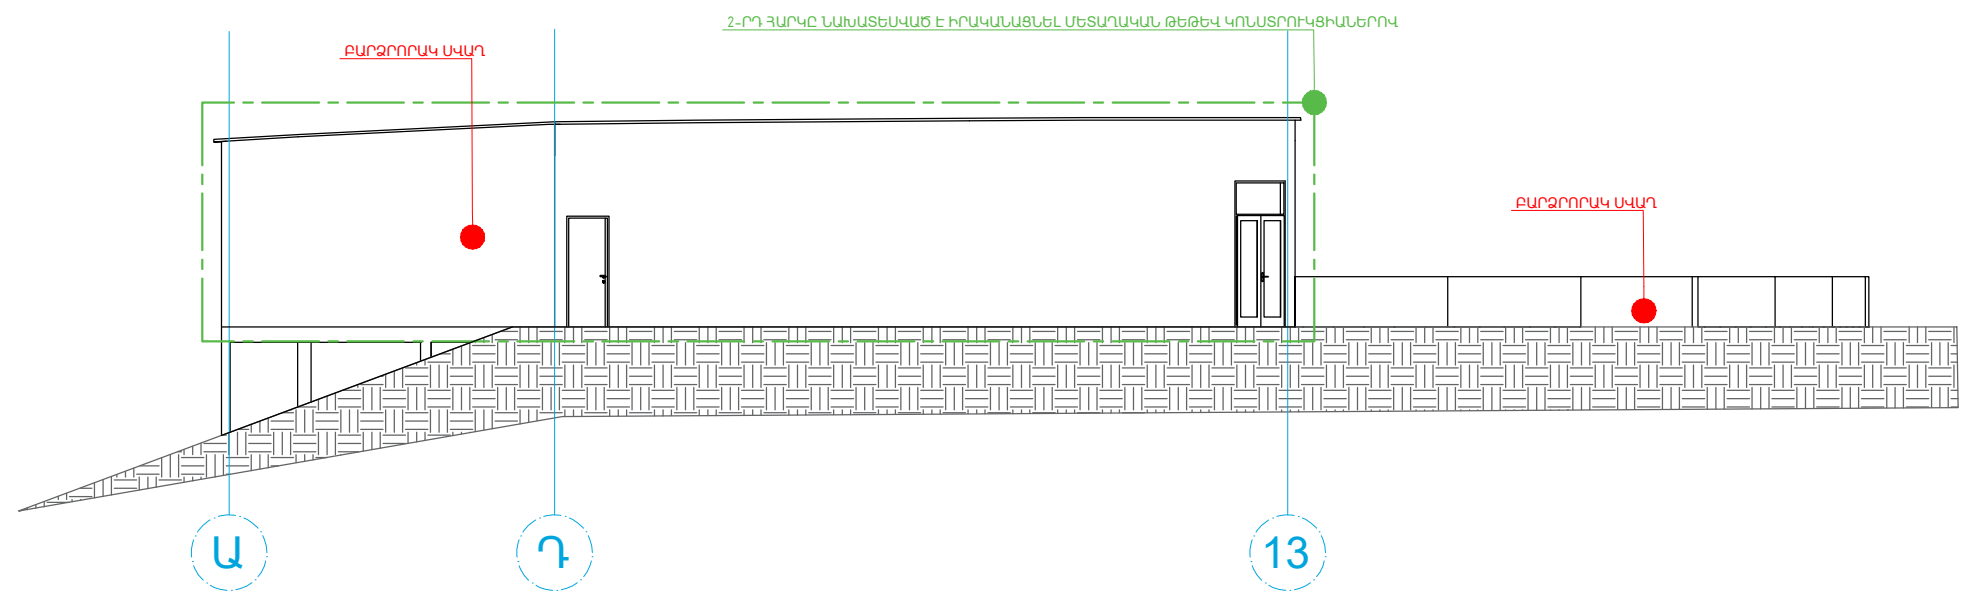 2-ՐԴ ՀԱՐԿԸ ՆԱԽԱՏԵՍՎԱԾ Է ԻՐԱԿԱՆԱՑՆԵԼ ՄԵՏԱՂԱԿԱՆ ԹԵԹԵՎ ԿՈՆՍՏՐՈՒԿՑԻԱՆԵՐՈՎ
ԲԱՐՁՐՈՐԱԿ ՍՎԱՂ
ԲԱՐՁՐՈՐԱԿ ՍՎԱՂ
Ա
Դ
13